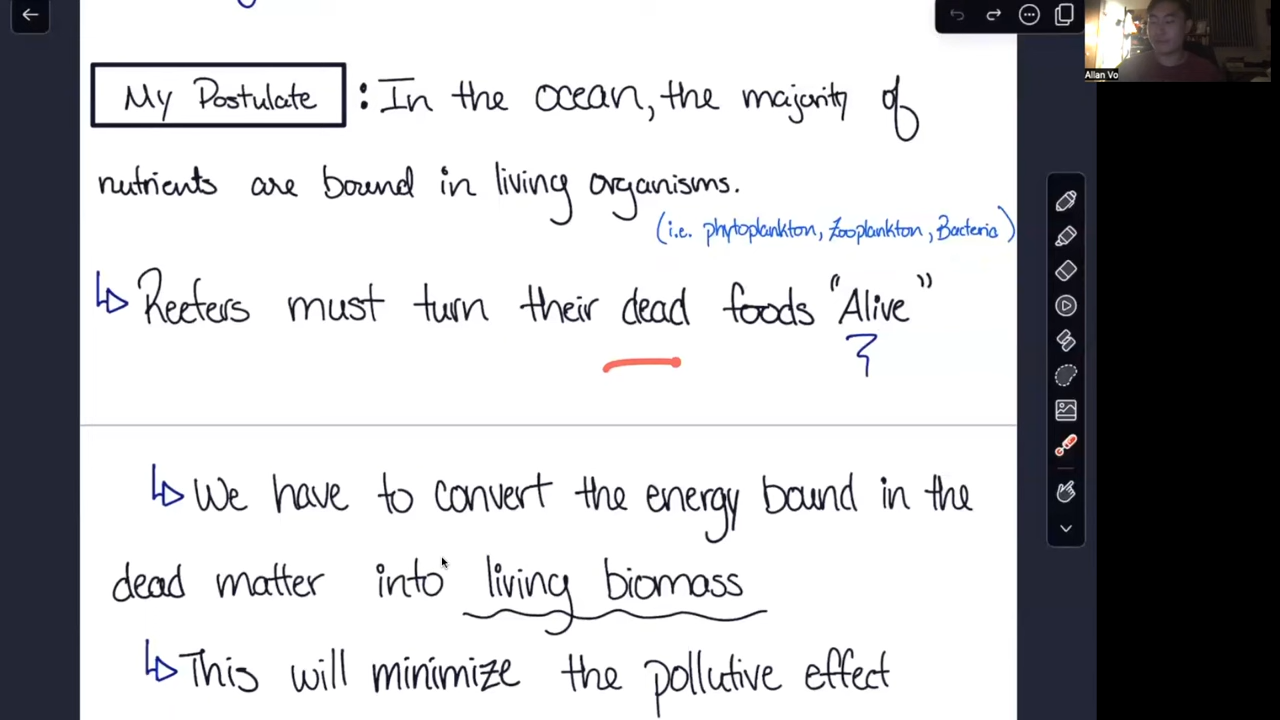 My Postulate : In the ocean, the majority of
nutrients are bound in living organisms.
(i.e. phytoplankton, Zooplankton, Bacteria)
Reefers must turn their dead foods "Alive"
We have to convert the energy bound in the
dead matter into living biomass
This will minimize the pollutive effect
Allan Vo